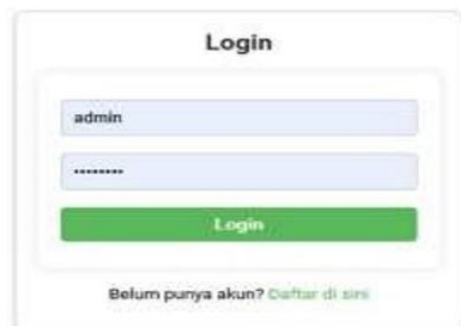 Login
admin
••••••••
Login
Belum punya akun? Daftar di sini